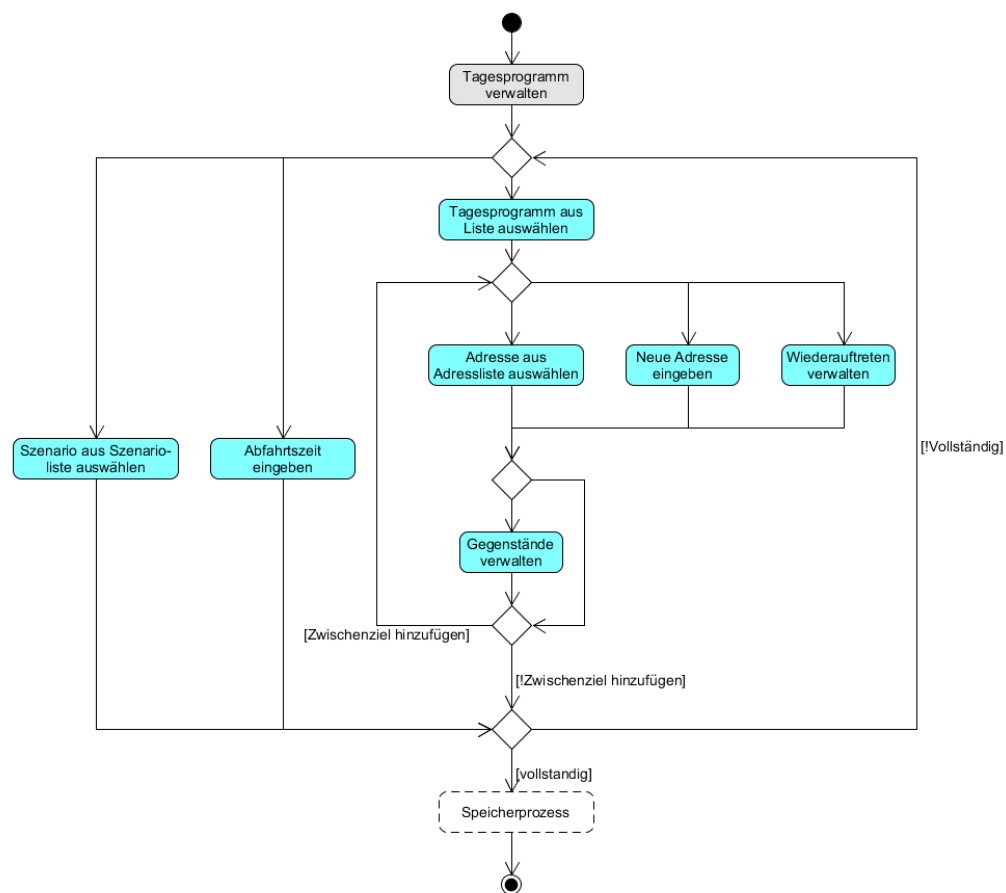 Tagesprogramm
verwalten
Tagesprogramm aus
Liste auswählen
Adresse aus
Adressliste auswählen
Neue Adresse
eingeben
Wiederauftreten
verwalten
Szenario aus Szenario-
liste auswählen
Abfahrtszeit
eingeben
[!Vollständig]
Gegenstände
verwalten
[Zwischenziel hinzufügen]
[!Zwischenziel hinzufügen]
[vollstandig]
Speicherprozess